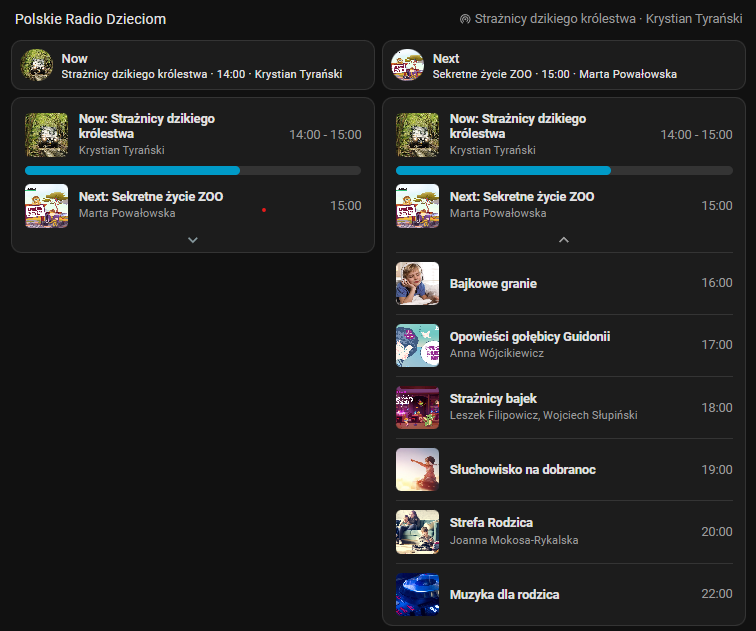 Polskie Radio Dzieciom
Strażnicy dzikiego królestwa · Krystian Tyrański
Now
Strażnicy dzikiego królestwa · 14:00 · Krystian Tyrański
Next
Sekretne życie ZOO · 15:00 · Marta Powałowska
Now: Strażnicy dzikiego
królestwa
Krystian Tyrański
14:00 - 15:00
Next: Sekretne życie ZOO
Marta Powałowska
15:00
Now: Strażnicy dzikiego
królestwa
Krystian Tyrański
14:00 - 15:00
Next: Sekretne życie ZOO
Marta Powałowska
15:00
Bajkowe granie
16:00
Opowieści gołębicy Guidonii
Anna Wójcikiewicz
17:00
Strażnicy bajek
Leszek Filipowicz, Wojciech Słupiński
18:00
Słuchowisko na dobranoc
19:00
Strefa Rodzica
Joanna Mokosa-Rykalska
20:00
Muzyka dla rodzica
22:00